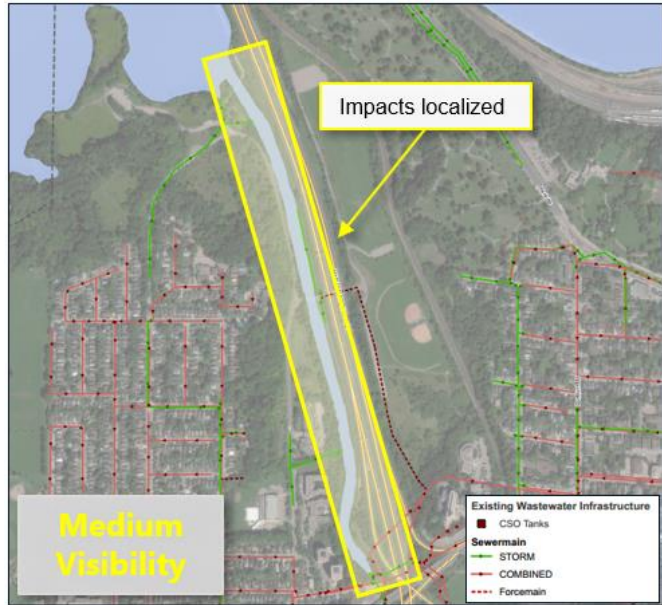 Impacts localized
Medium
Visibility
Existing Wastewater Infrastructure
CSO Tanks
Sewermain
STORM
COMBINED
Forcemain